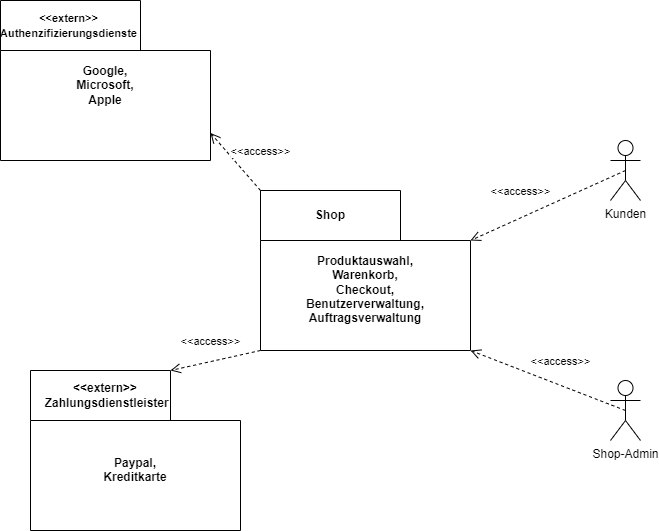 <<extern>>
Authenzifizierungsdienste
Google,
Microsoft,
Apple
<<access>>
Shop
Produktauswahl,
Warenkorb,
Checkout,
Benutzerverwaltung,
Auftragsverwaltung
<<access>>
Kunden
<<access>>
<<access>>
Shop-Admin
<<extern>>
Zahlungsdienstleister
Paypal,
Kreditkarte